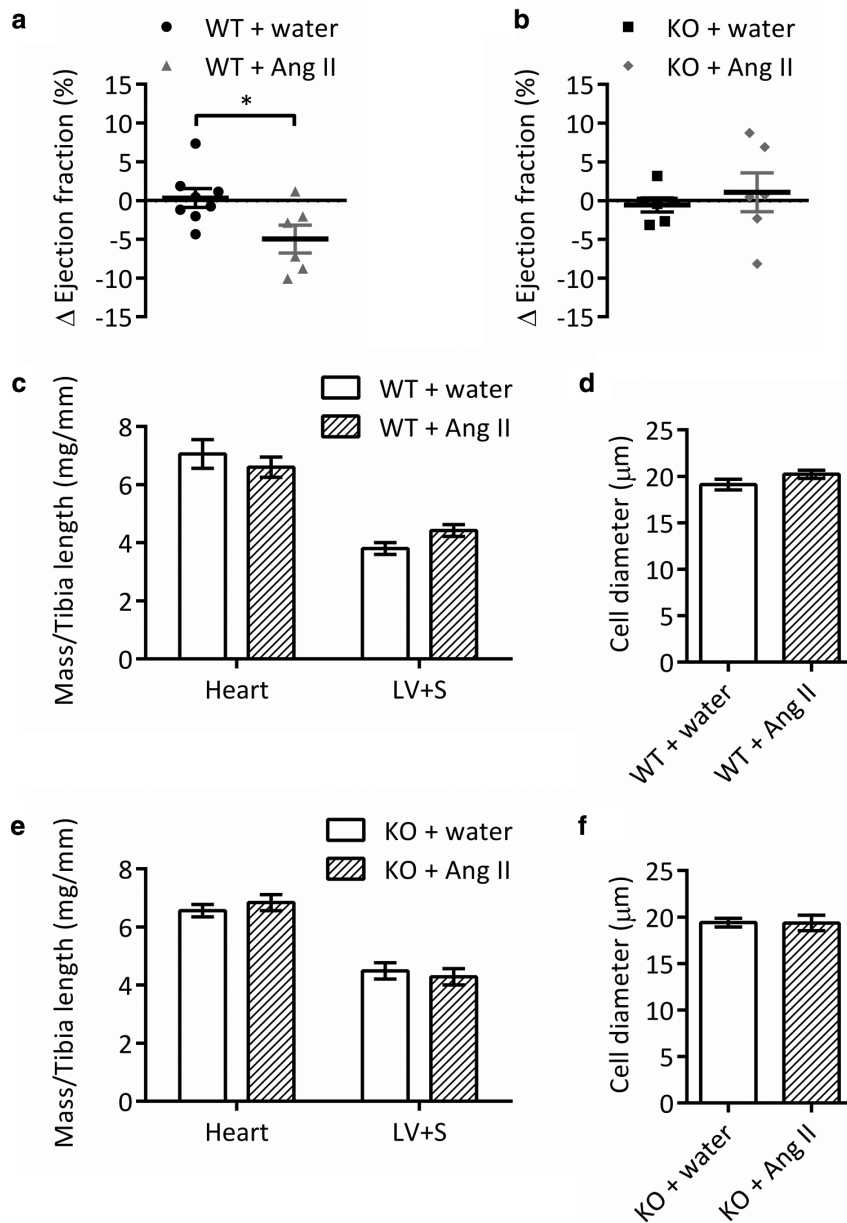 a
WT + water
WT + Ang II
Δ Ejection fraction (%)
15
10
5
0
-5
-10
-15
*
b
KO + water
KO + Ang II
Δ Ejection fraction (%)
15
10
5
0
-5
-10
-15
c
WT + water
WT + Ang II
Mass/Tibia length (mg/mm)
8
6
4
2
0
Heart
LV+S
d
Cell diameter (μm)
25
20
15
10
5
0
WT + water
WT + Ang II
e
KO + water
KO + Ang II
Mass/Tibia length (mg/mm)
8
6
4
2
0
Heart
LV+S
f
Cell diameter (μm)
25
20
15
10
5
0
KO + water
KO + Ang II